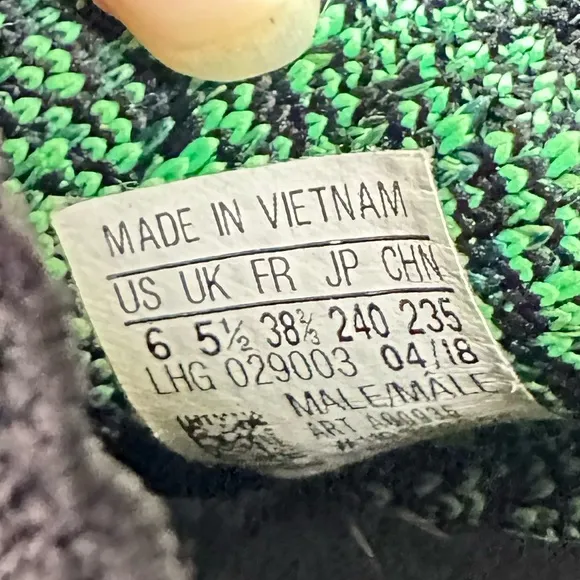 MADE IN VIETNAM
US UK FR JP CHN
6 5½ 38⅔ 240 235
LHG 029003 04/18
MALE/MÂLE
ART